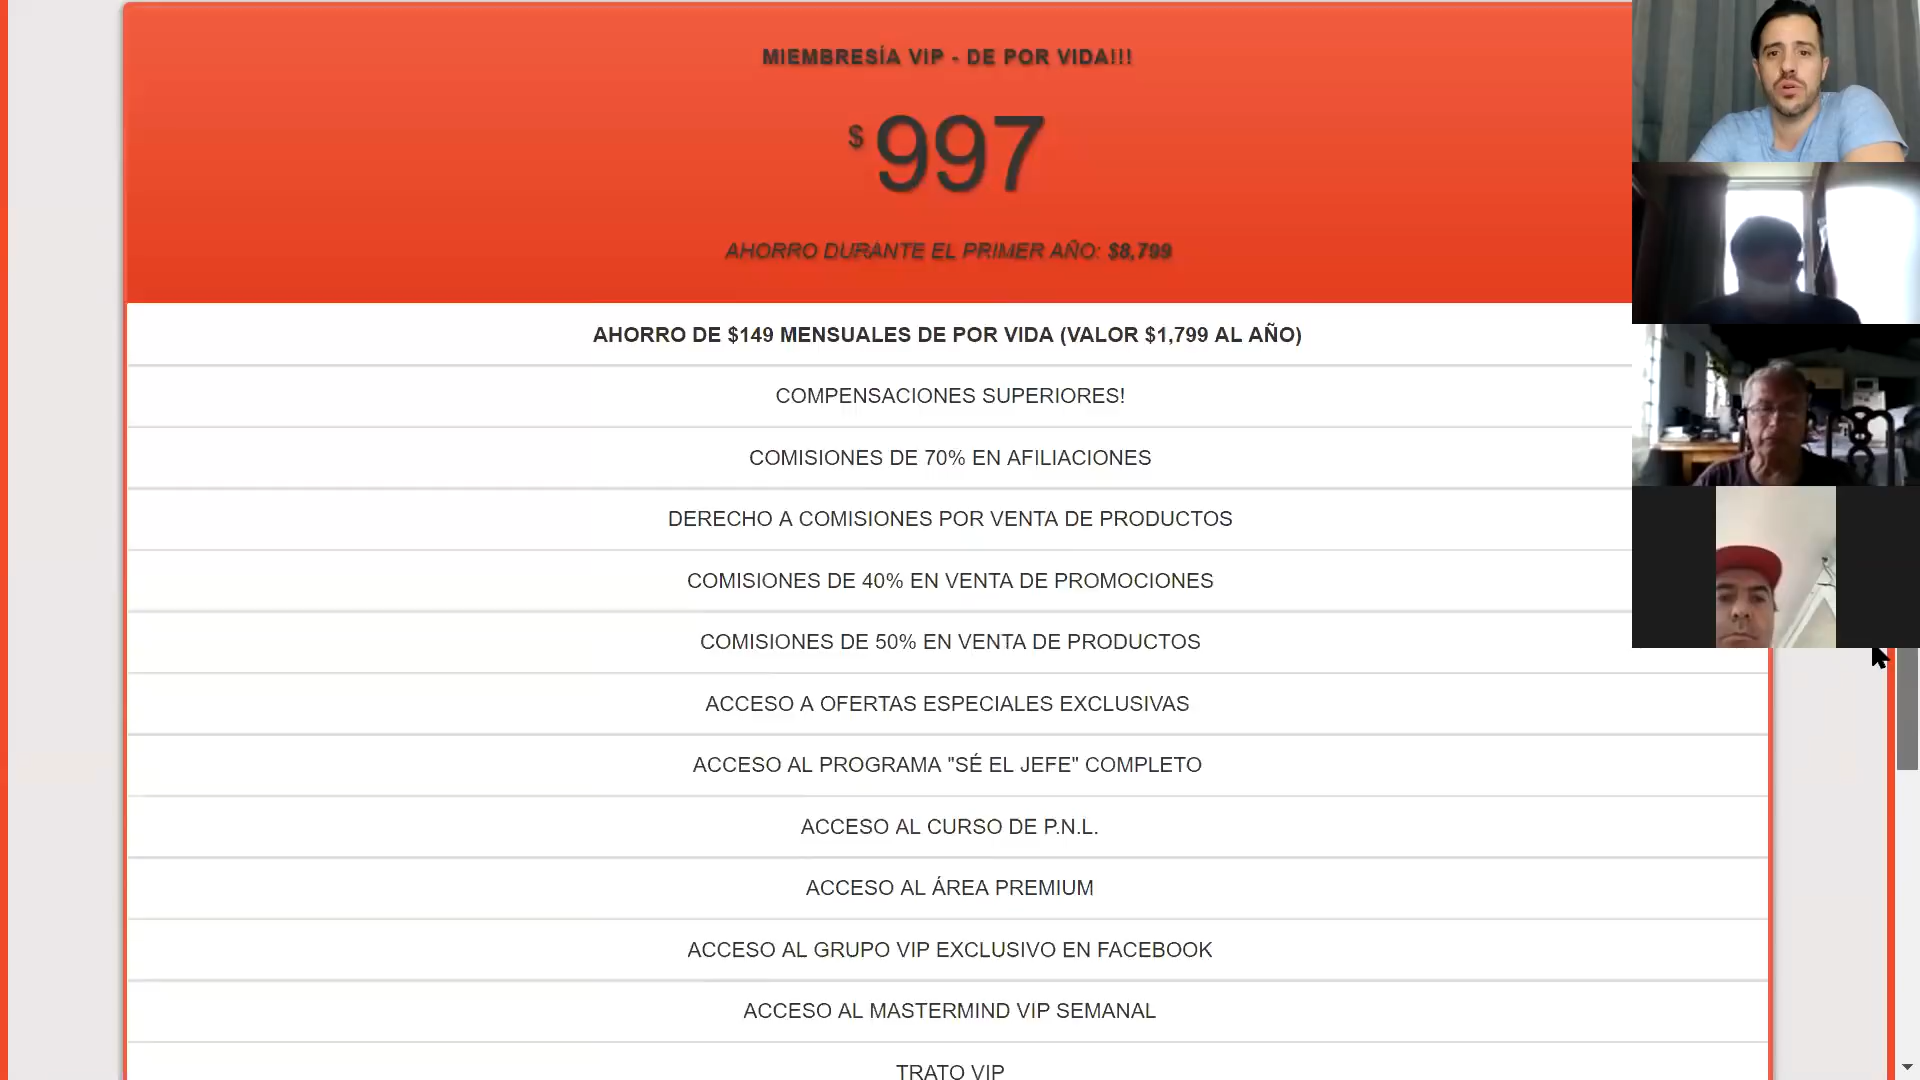 MIEMBRESÍA VIP - DE POR VIDA!!!
$ 997
AHORRO DURANTE EL PRIMER AÑO: $8,799
AHORRO DE $149 MENSUALES DE POR VIDA (VALOR $1,799 AL AÑO)
COMPENSACIONES SUPERIORES!
COMISIONES DE 70% EN AFILIACIONES
DERECHO A COMISIONES POR VENTA DE PRODUCTOS
COMISIONES DE 40% EN VENTA DE PROMOCIONES
COMISIONES DE 50% EN VENTA DE PRODUCTOS
ACCESO A OFERTAS ESPECIALES EXCLUSIVAS
ACCESO AL PROGRAMA "SÉ EL JEFE" COMPLETO
ACCESO AL CURSO DE P.N.L.
ACCESO AL ÁREA PREMIUM
ACCESO AL GRUPO VIP EXCLUSIVO EN FACEBOOK
ACCESO AL MASTERMIND VIP SEMANAL
TRATO VIP